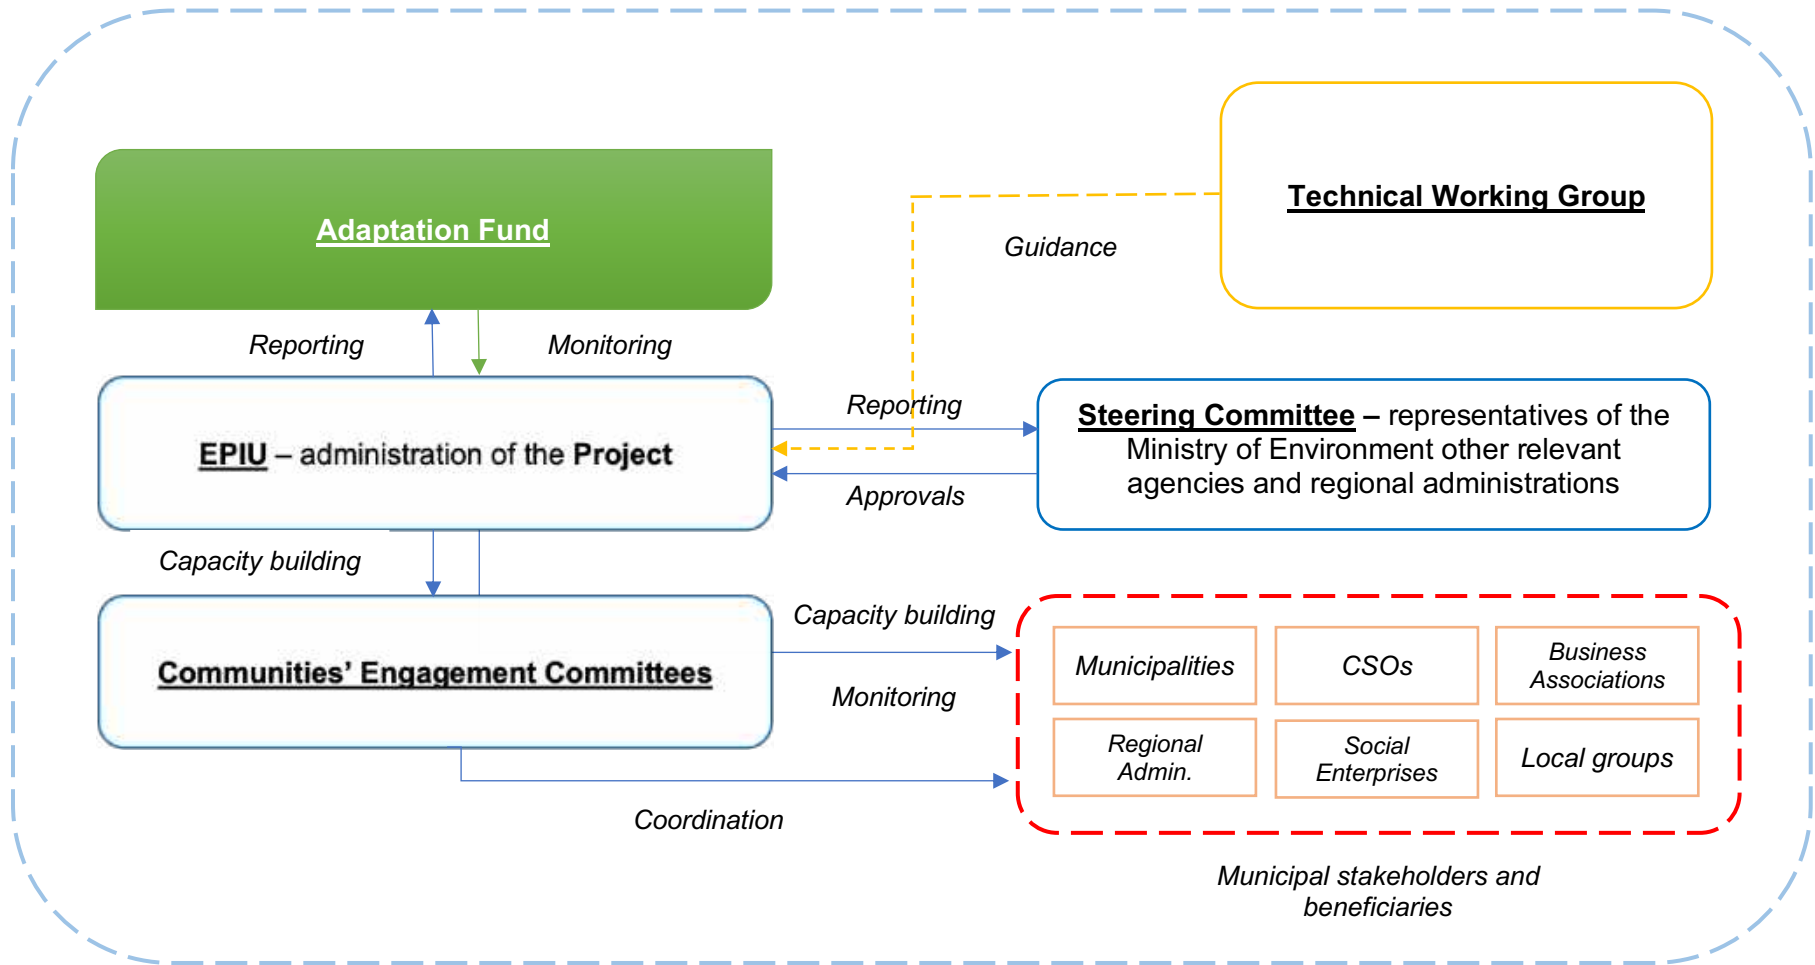 Adaptation Fund
Technical Working Group
Guidance
Reporting
Monitoring
EPIU – administration of the Project
Reporting
Approvals
Steering Committee – representatives of the
Ministry of Environment other relevant
agencies and regional administrations
Capacity building
Communities’ Engagement Committees
Capacity building
Monitoring
Coordination
Municipalities
CSOs
Business
Associations
Regional
Admin.
Social
Enterprises
Local groups
Municipal stakeholders and
beneficiaries